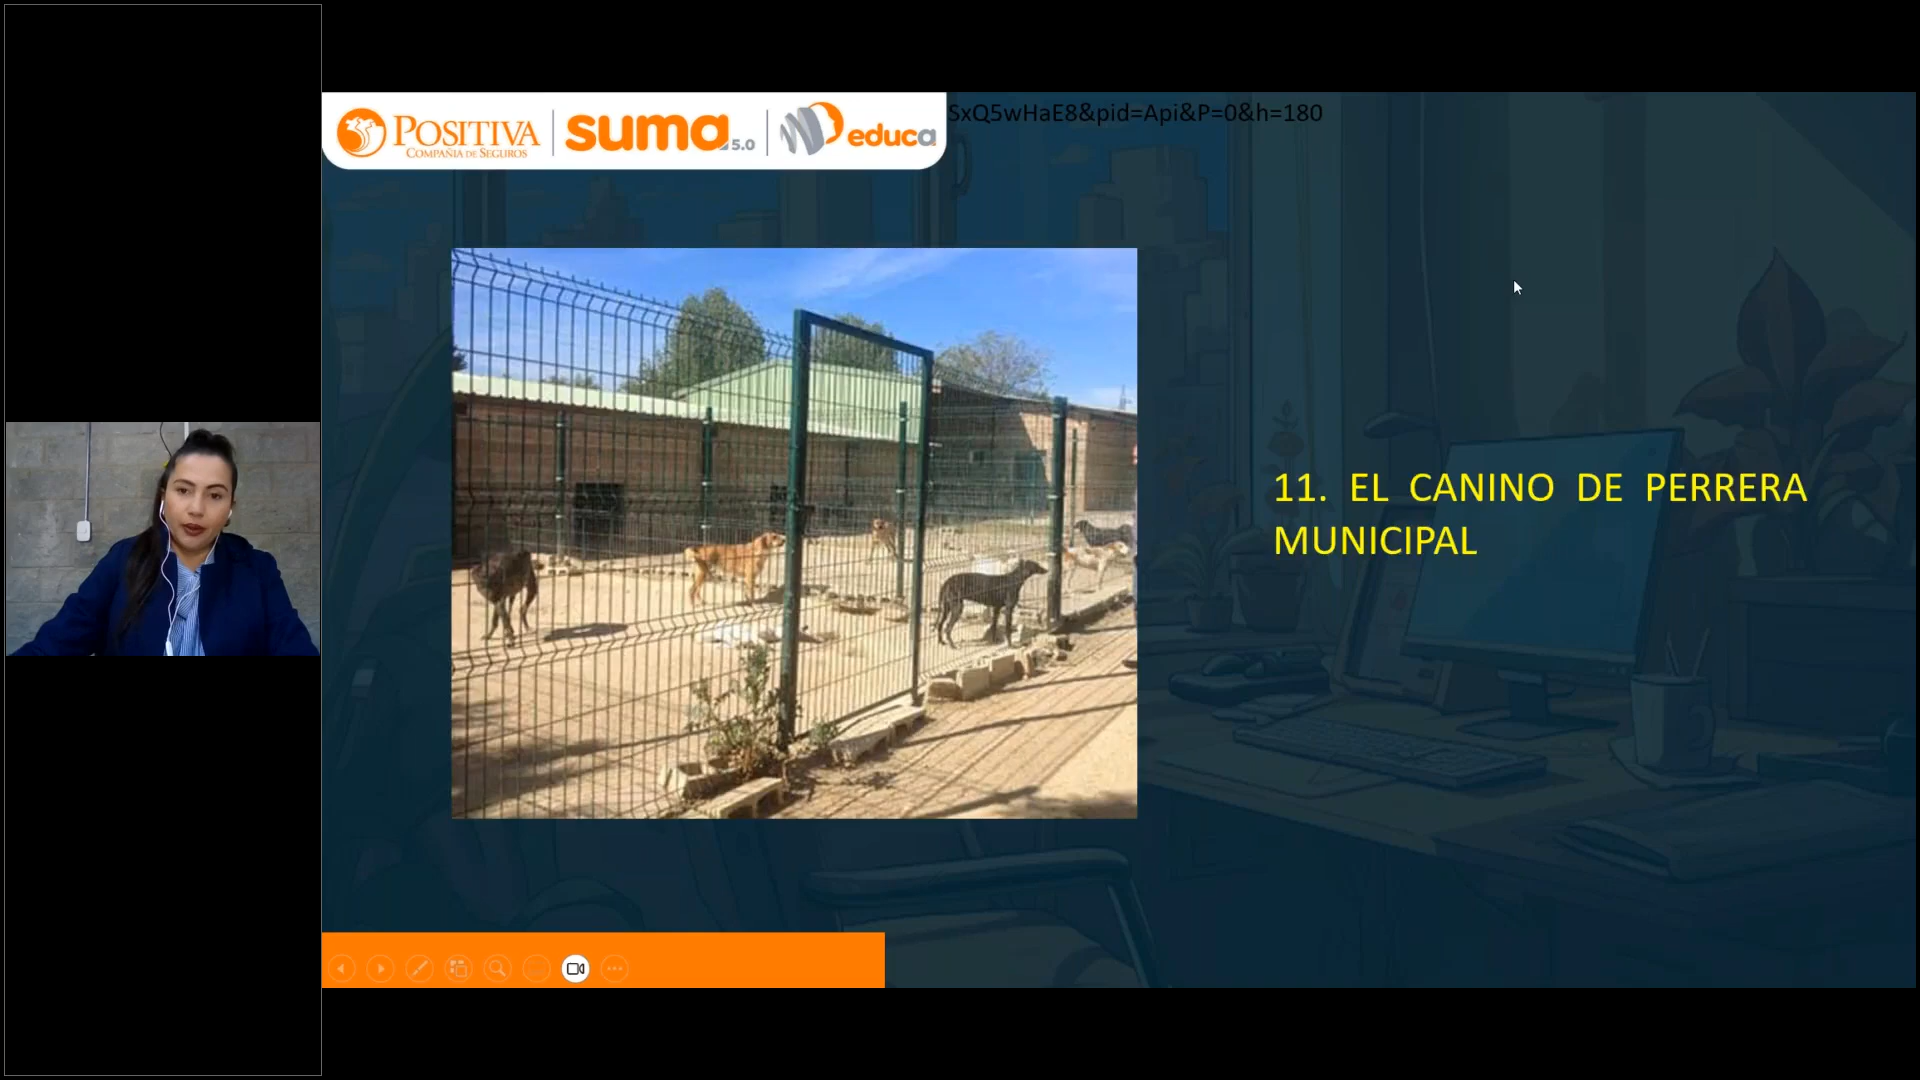 POSITIVA
COMPAÑÍA DE SEGUROS
suma 5.0
educa
SxQ5wHaE8&pid=Api&P=0&h=180
11. EL CANINO DE PERRERA
MUNICIPAL